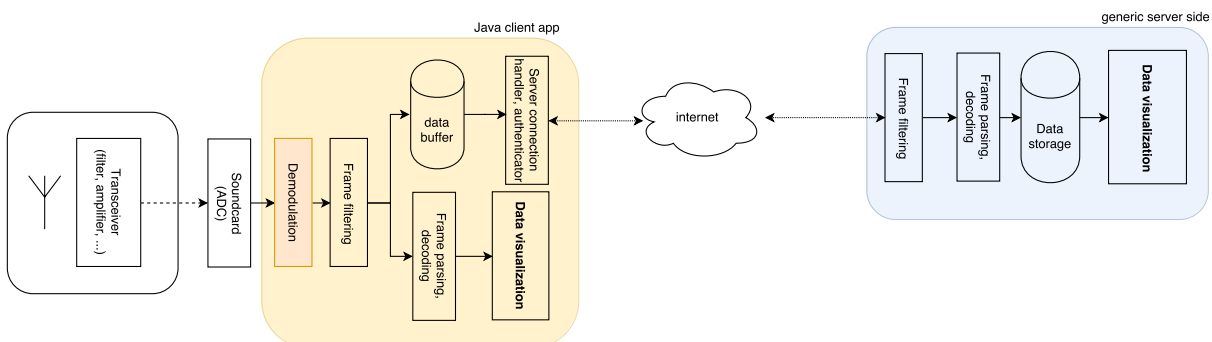 Java client app
generic server side
Transceiver
(filter, amplifier, ...)
Soundcard
(ADC)
Demodulation
Frame filtering
data
buffer
Server connection
handler, authenticator
Frame parsing,
decoding
Data visualization
internet
Frame filtering
Frame parsing,
decoding
Data
storage
Data visualization